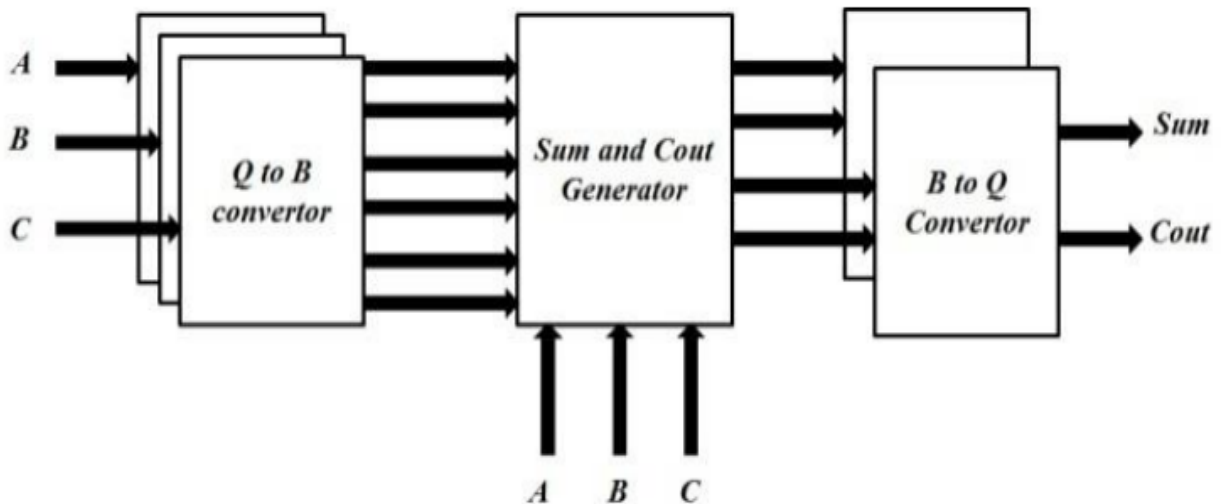 A
B
C
Q to B
convertor
Sum and Cout
Generator
B to Q
Convertor
Sum
Cout
A
B
C